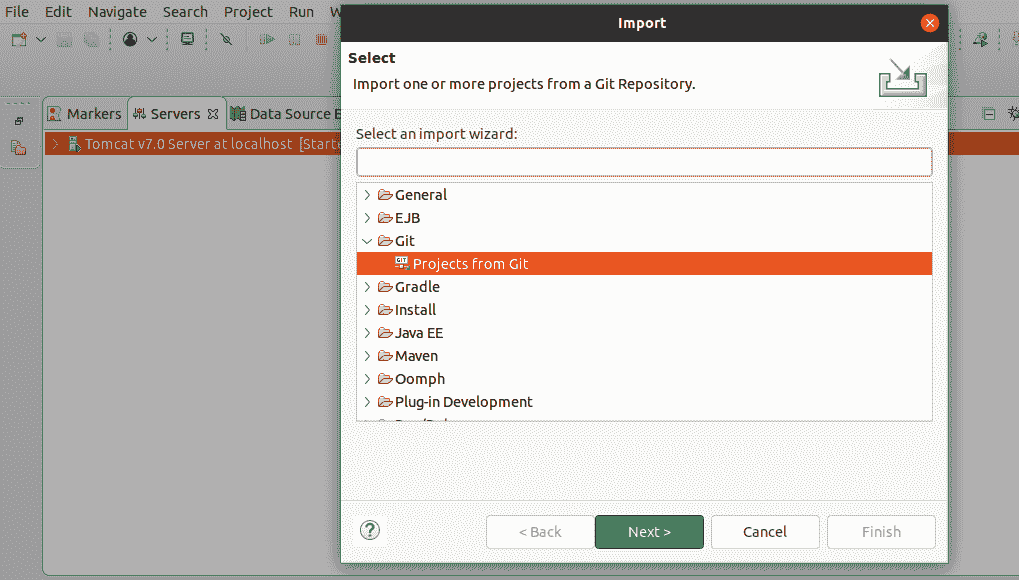 File Edit Navigate Search Project Run
Import
Select
Import one or more projects from a Git Repository.
Markers Servers Data Source
Select an import wizard:
Tomcat v7.0 Server at localhost [Starte
General
EJB
Git
GIT Projects from Git
Gradle
Install
Java EE
Maven
Oomph
Plug-in Development
< Back Next > Cancel Finish